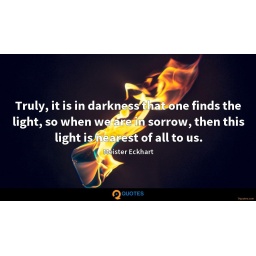 Truly, it is in darkness that one finds the
light, so when we are in sorrow, then this
light is nearest of all to us.
Meister Eckhart
QUOTES